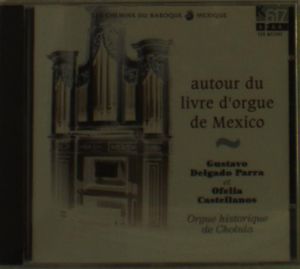 LES CHEMINS DU BAROQUE MEXIQUE
K617
autour du
livre d'orgue
de Mexico
Gustavo
Delgado Parra
et
Ofelia
Castellanos
Orgue historique
de Cholula